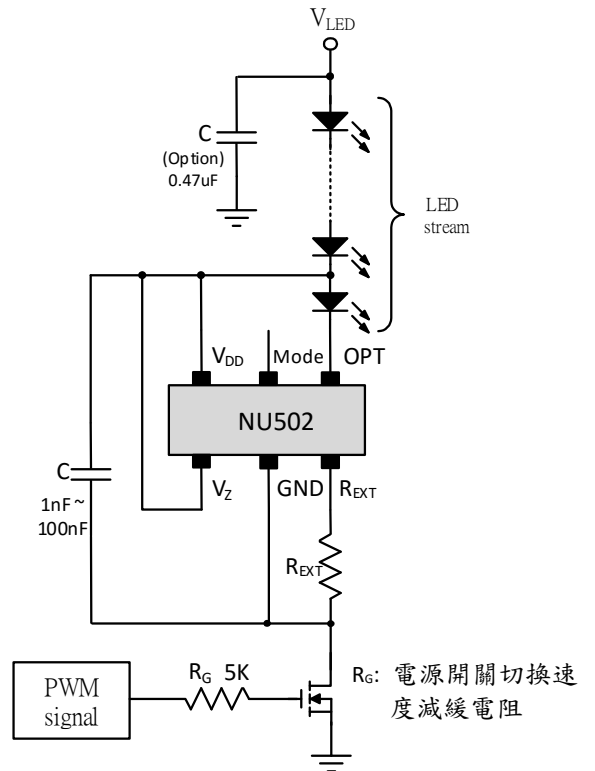 VLED
C
(Option)
0.47uF
LED
stream
VDD
Mode
OPT
NU502
C
1nF ~
100nF
VZ
GND
REXT
REXT
PWM
signal
RG 5K
RG: 電源開關切換速
度減緩電阻